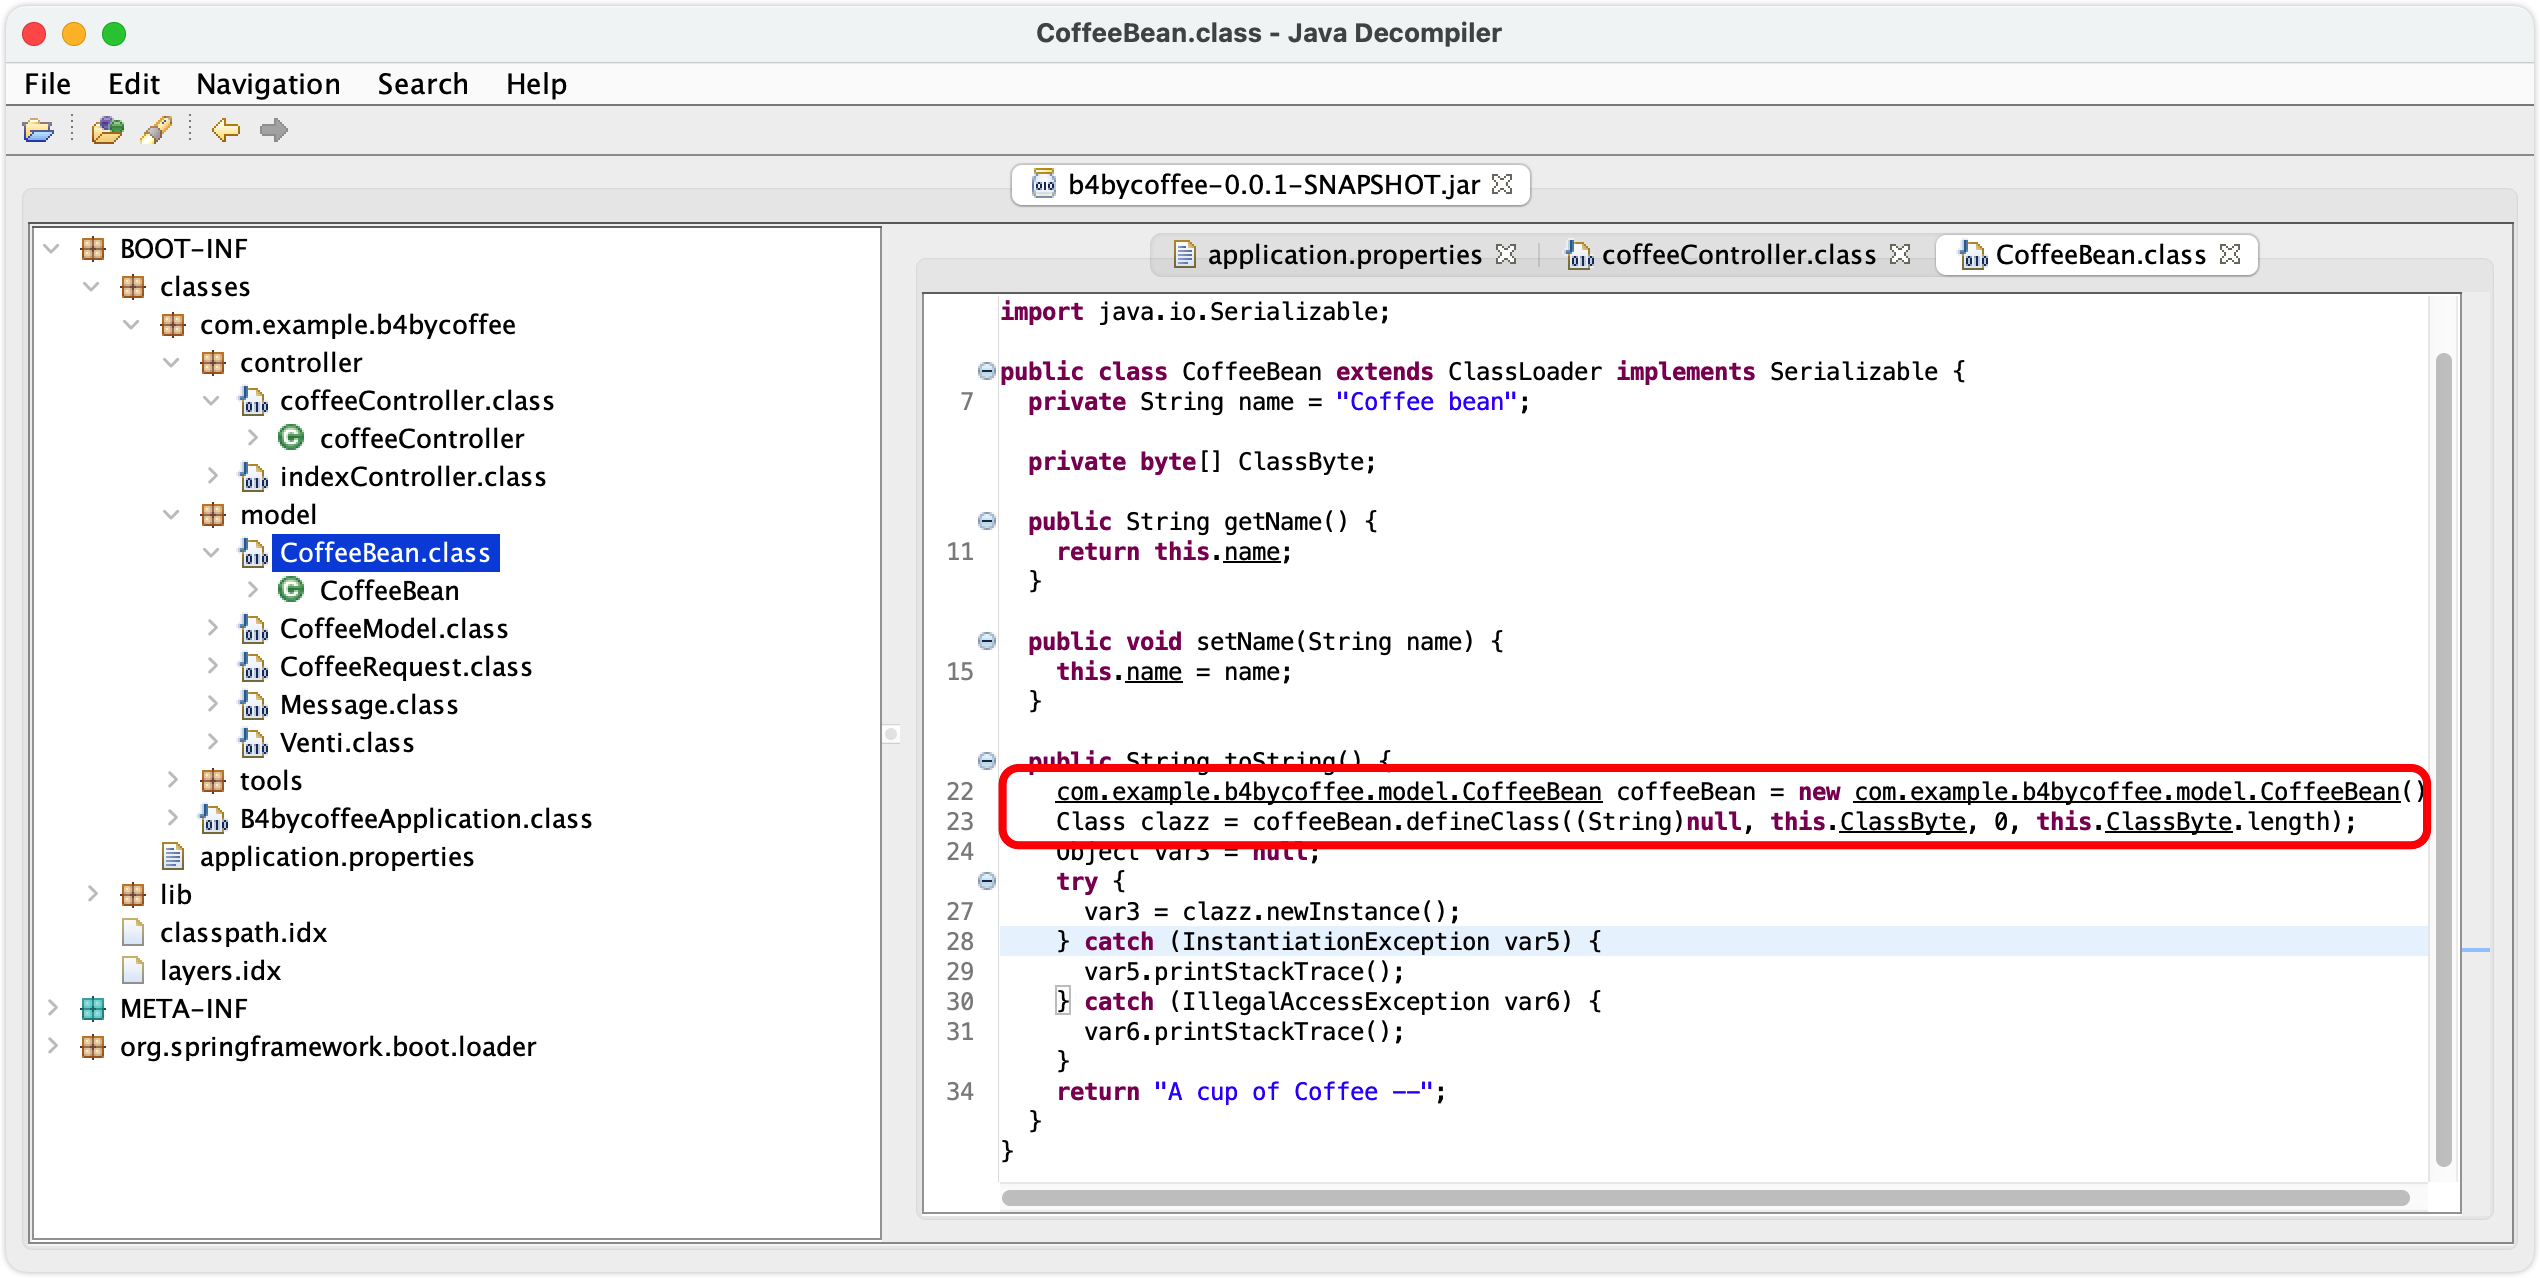 CoffeeBean.class - Java Decompiler
File Edit Navigation Search Help
b4bycoffee-0.0.1-SNAPSHOT.jar
BOOT-INF
classes
com.example.b4bycoffee
controller
coffeeController.class
coffeeController
indexController.class
model
CoffeeBean.class
CoffeeBean
CoffeeModel.class
CoffeeRequest.class
Message.class
Venti.class
tools
B4bycoffeeApplication.class
application.properties
lib
classpath.idx
layers.idx
META-INF
org.springframework.boot.loader
application.properties coffeeController.class CoffeeBean.class
import java.io.Serializable;
public class CoffeeBean extends ClassLoader implements Serializable {
7 private String name = "Coffee bean";
private byte[] ClassByte;
public String getName() {
11 return this.name;
}
public void setName(String name) {
15 this.name = name;
}
public String toString() {
22 com.example.b4bycoffee.model.CoffeeBean coffeeBean = new com.example.b4bycoffee.model.CoffeeBean()
23 Class clazz = coffeeBean.defineClass((String)null, this.ClassByte, 0, this.ClassByte.length);
24 Object var3 = null;
try {
27 var3 = clazz.newInstance();
28 } catch (InstantiationException var5) {
29 var5.printStackTrace();
30 } catch (IllegalAccessException var6) {
31 var6.printStackTrace();
}
34 return "A cup of Coffee --";
}
}